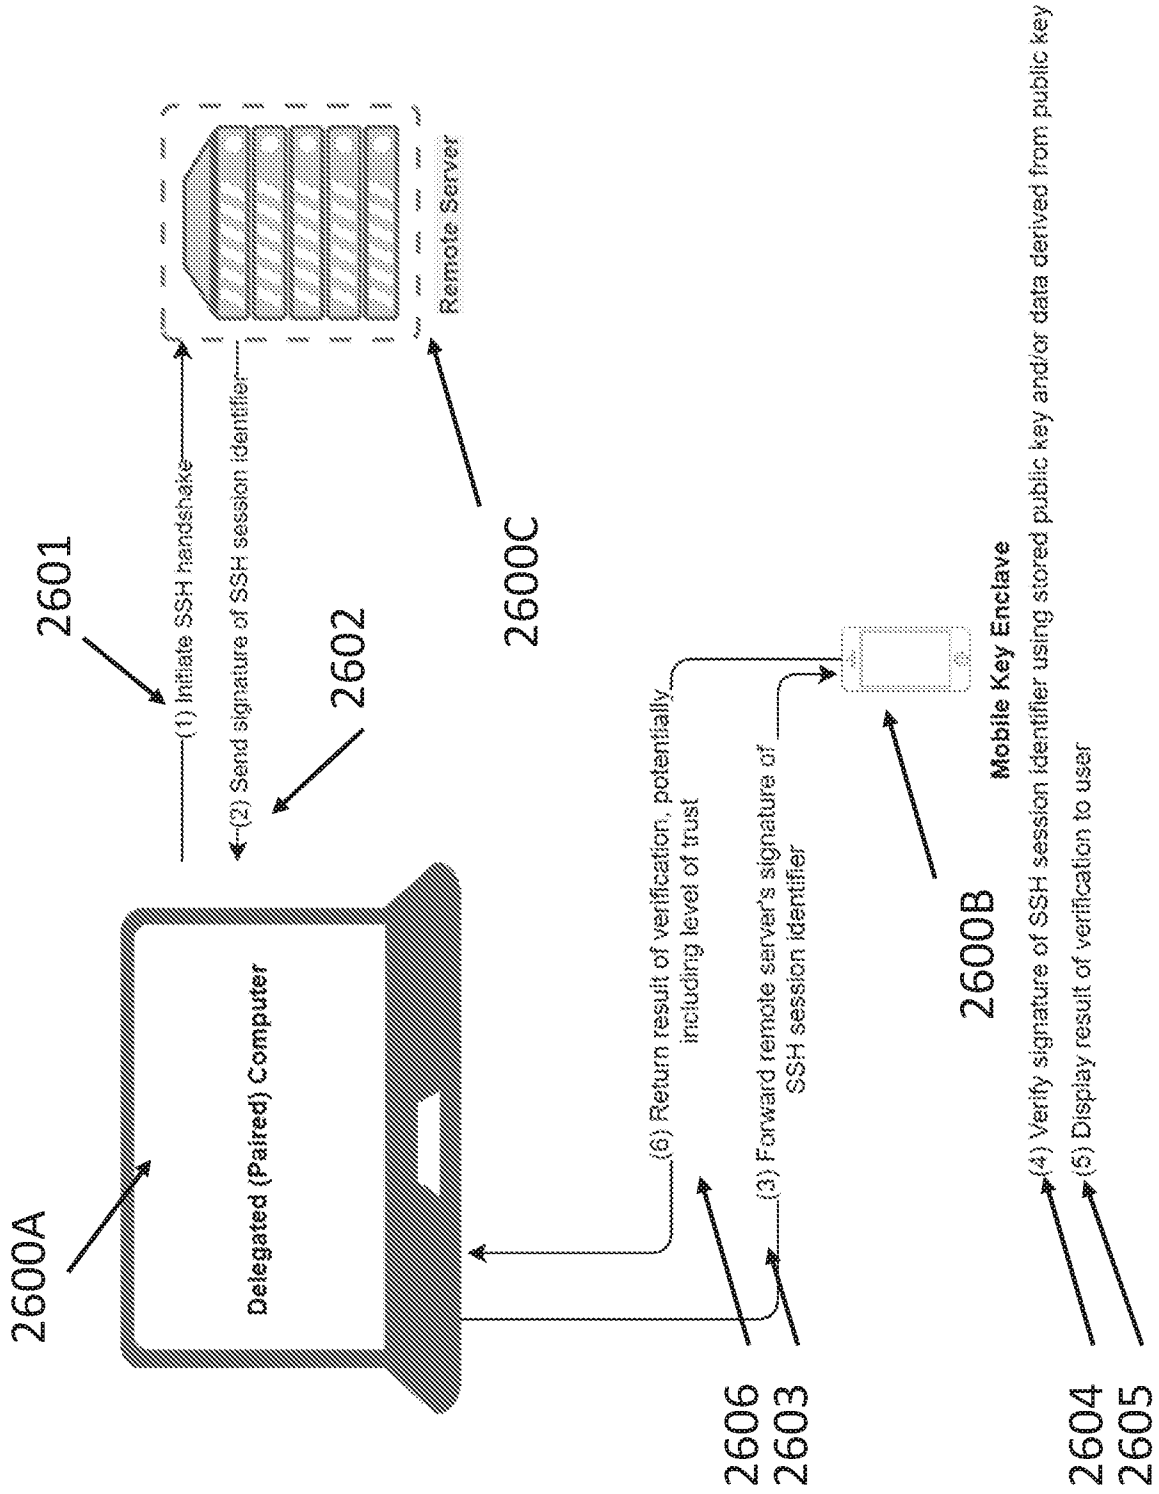 2600A
2601
2602
2600C
2600B
2606
2603
2604
2605
Delegated (Paired) Computer
(1) Initiate SSH handshake
(2) Send signature of SSH session identifier
Remote Server
(6) Return result of verification, potentially
including level of trust
(3) Forward remote server's signature of
SSH session identifier
Mobile Key Enclave
(4) Verify signature of SSH session identifier using stored public key and/or data derived from public key
(5) Display result of verification to user